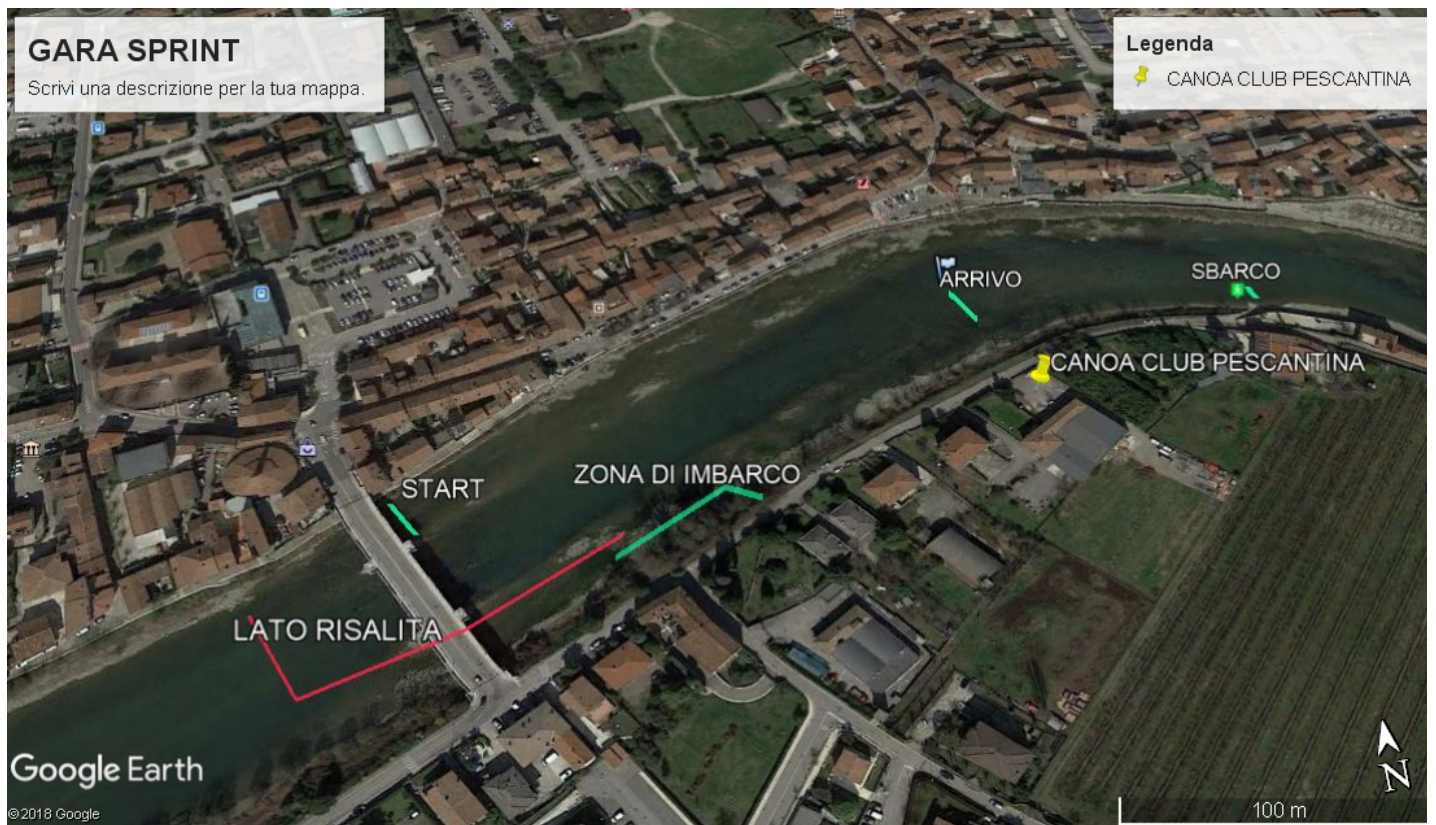 GARA SPRINT
Scrivi una descrizione per la tua mappa.
Legenda
CANOA CLUB PESCANTINA
ARRIVO
SBARCO
CANOA CLUB PESCANTINA
START
ZONA DI IMBARCO
LATO RISALITA
Google Earth
©2018 Google
N
100 m